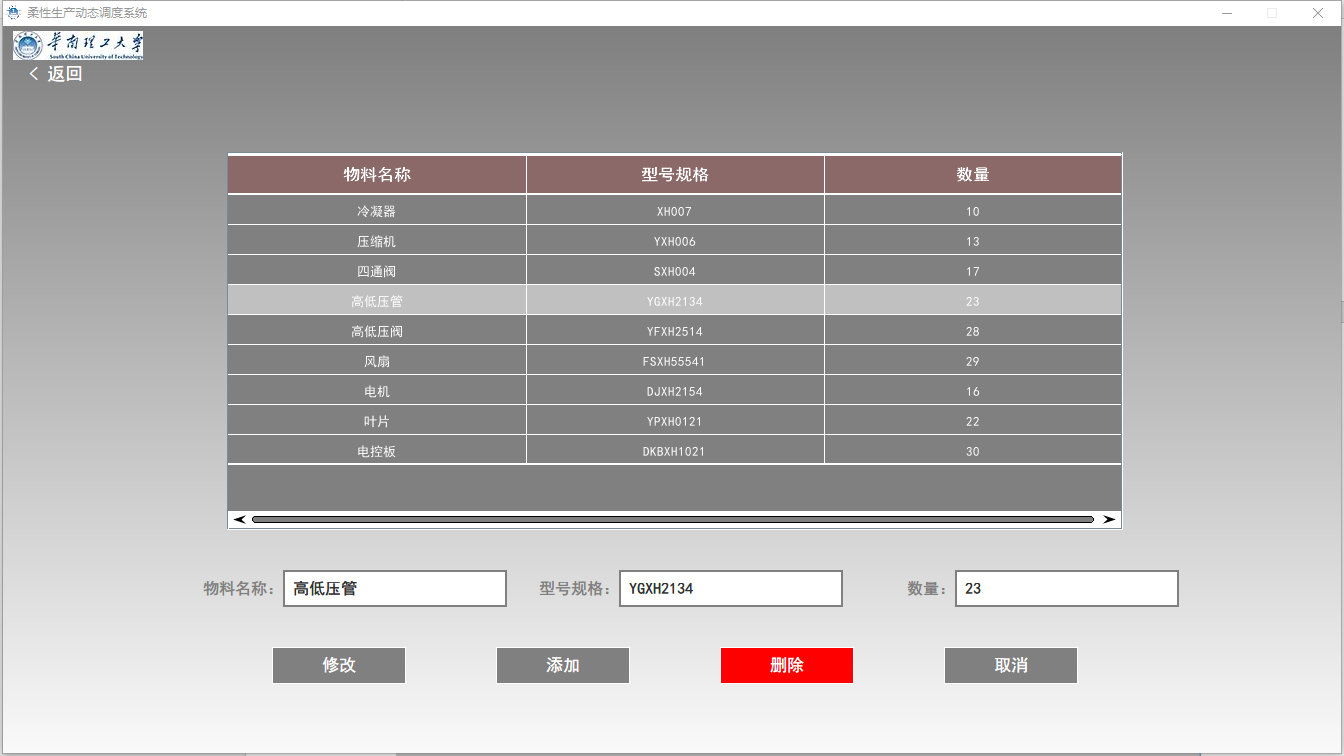 柔性生产动态调度系统
华南理工大学
South China University of Technology
< 返回
物料名称 型号规格 数量
冷凝器 XH007 10
压缩机 YXH006 13
四通阀 SXH004 17
高低压管 YGXH2134 23
高低压阀 YFXH2514 28
风扇 FSXH55541 29
电机 DJXH2154 16
叶片 YPXH0121 22
电控板 DKBXH1021 30
物料名称: 高低压管 型号规格: YGXH2134 数量: 23
修改 添加 删除 取消